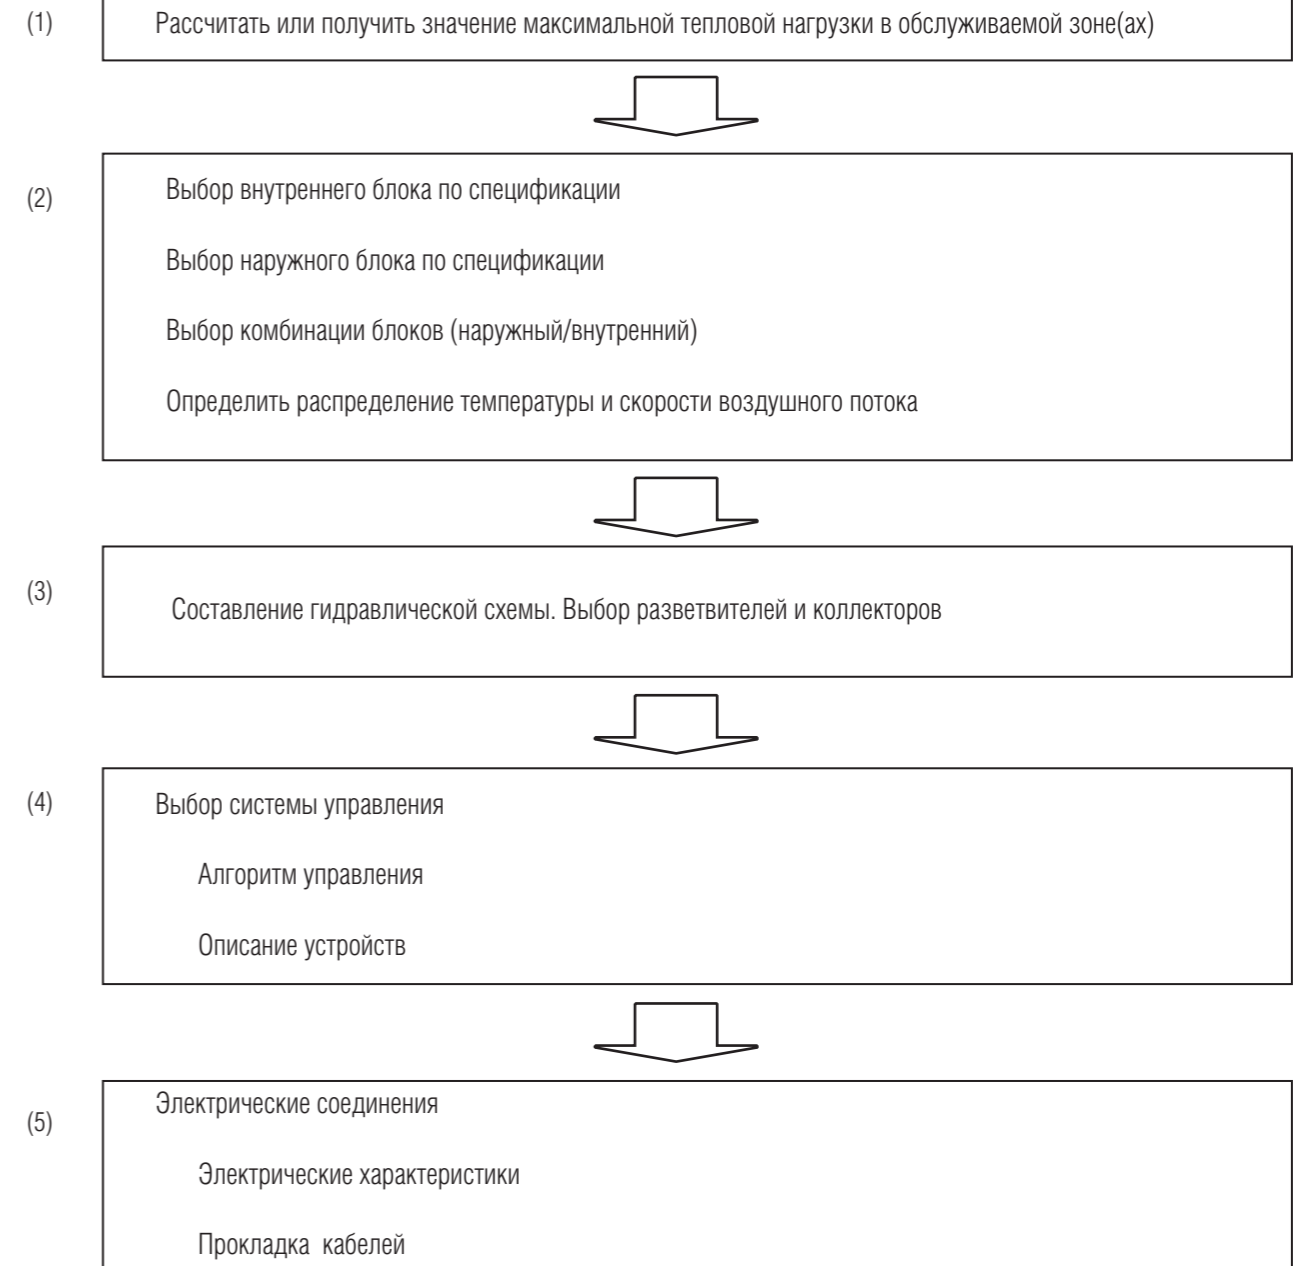 (1) Рассчитать или получить значение максимальной тепловой нагрузки в обслуживаемой зоне(ах)
(2) Выбор внутреннего блока по спецификации
Выбор наружного блока по спецификации
Выбор комбинации блоков (наружный/внутренний)
Определить распределение температуры и скорости воздушного потока
(3) Составление гидравлической схемы. Выбор разветвителей и коллекторов
(4) Выбор системы управления
Алгоритм управления
Описание устройств
(5) Электрические соединения
Электрические характеристики
Прокладка кабелей